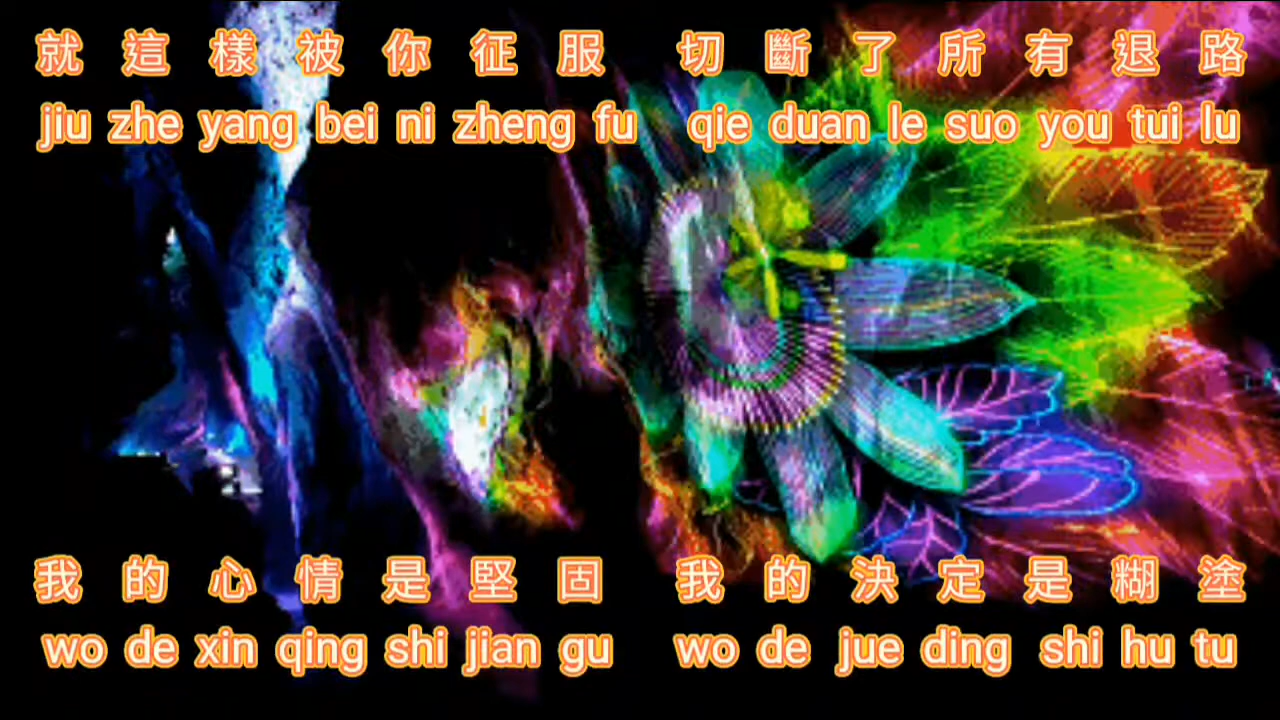 就這樣被你征服 切斷了所有退路
jiu zhe yang bei ni zheng fu qie duan le suo you tui lu
我的心情是堅固 我的決定是糊塗
wo de xin qing shi jian gu wo de jue ding shi hu tu